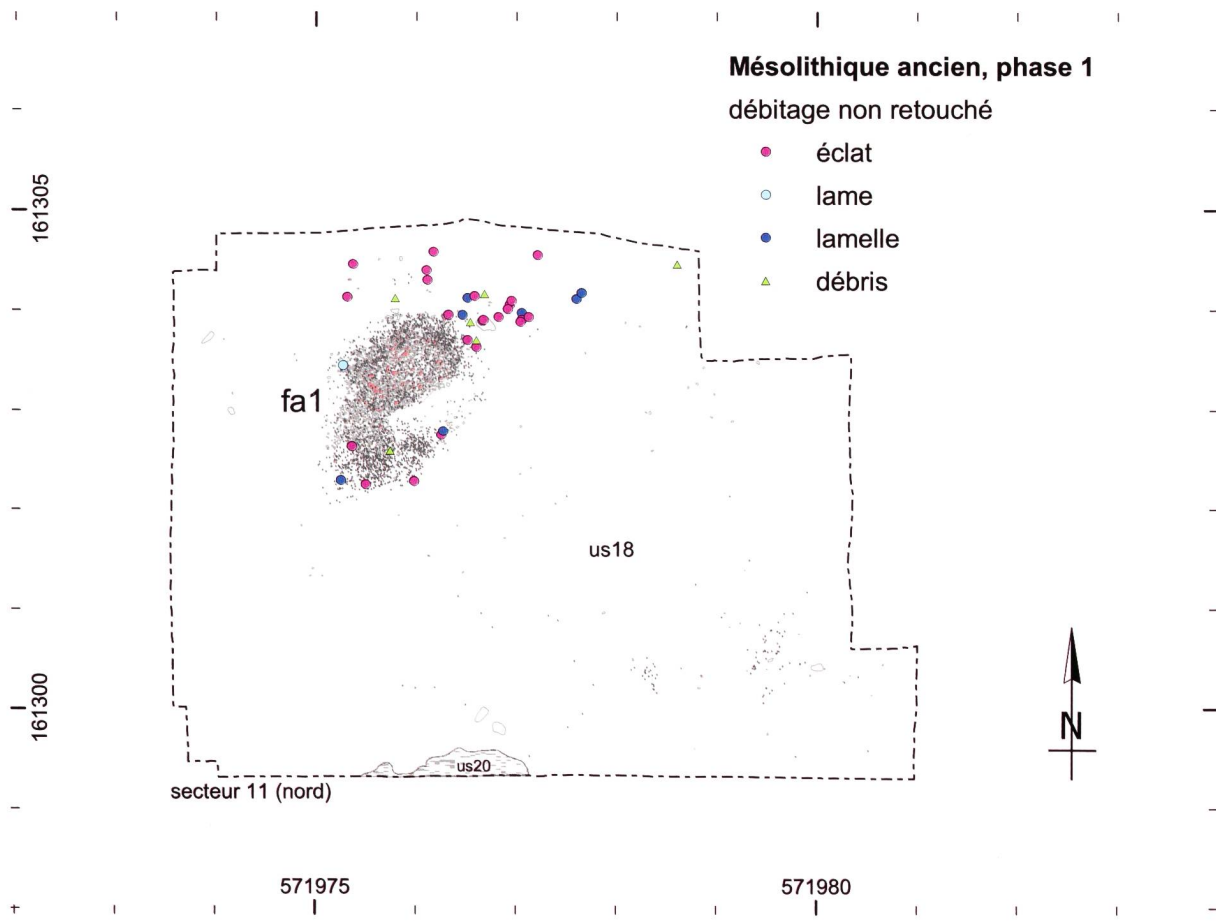 Mésolithique ancien, phase 1
débitage non retouché
éclat
lame
lamelle
débris
161305
fa1
us18
161300
us20
secteur 11 (nord)
N
571975
571980